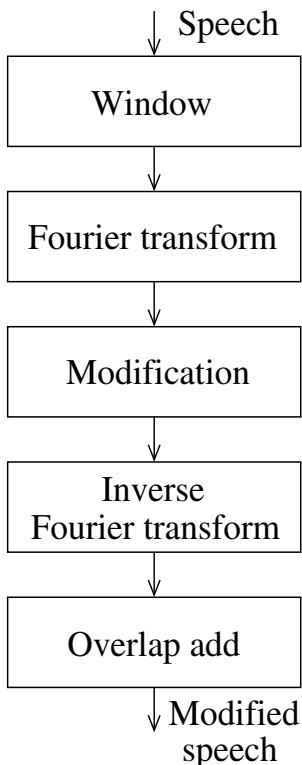 Speech
Window
Fourier transform
Modification
Inverse
Fourier transform
Overlap add
Modified
speech